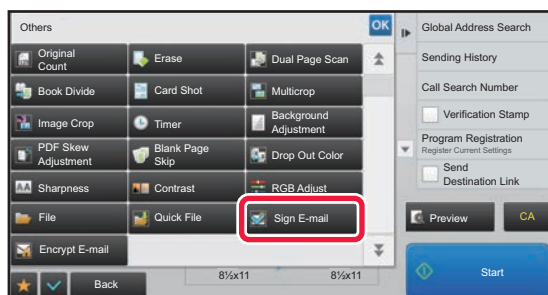 Others
OK
Original
Count
Erase
Dual Page Scan
Book Divide
Card Shot
Multicrop
Image Crop
Timer
Background
Adjustment
PDF Skew
Adjustment
Blank Page
Skip
Drop Out Color
AA Sharpness
Contrast
RGB Adjust
File
Quick File
Sign E-mail
Encrypt E-mail
8½x11
8½x11
Back
Global Address Search
Sending History
Call Search Number
Verification Stamp
Program Registration
Register Current Settings
Send
Destination Link
Preview
CA
Start